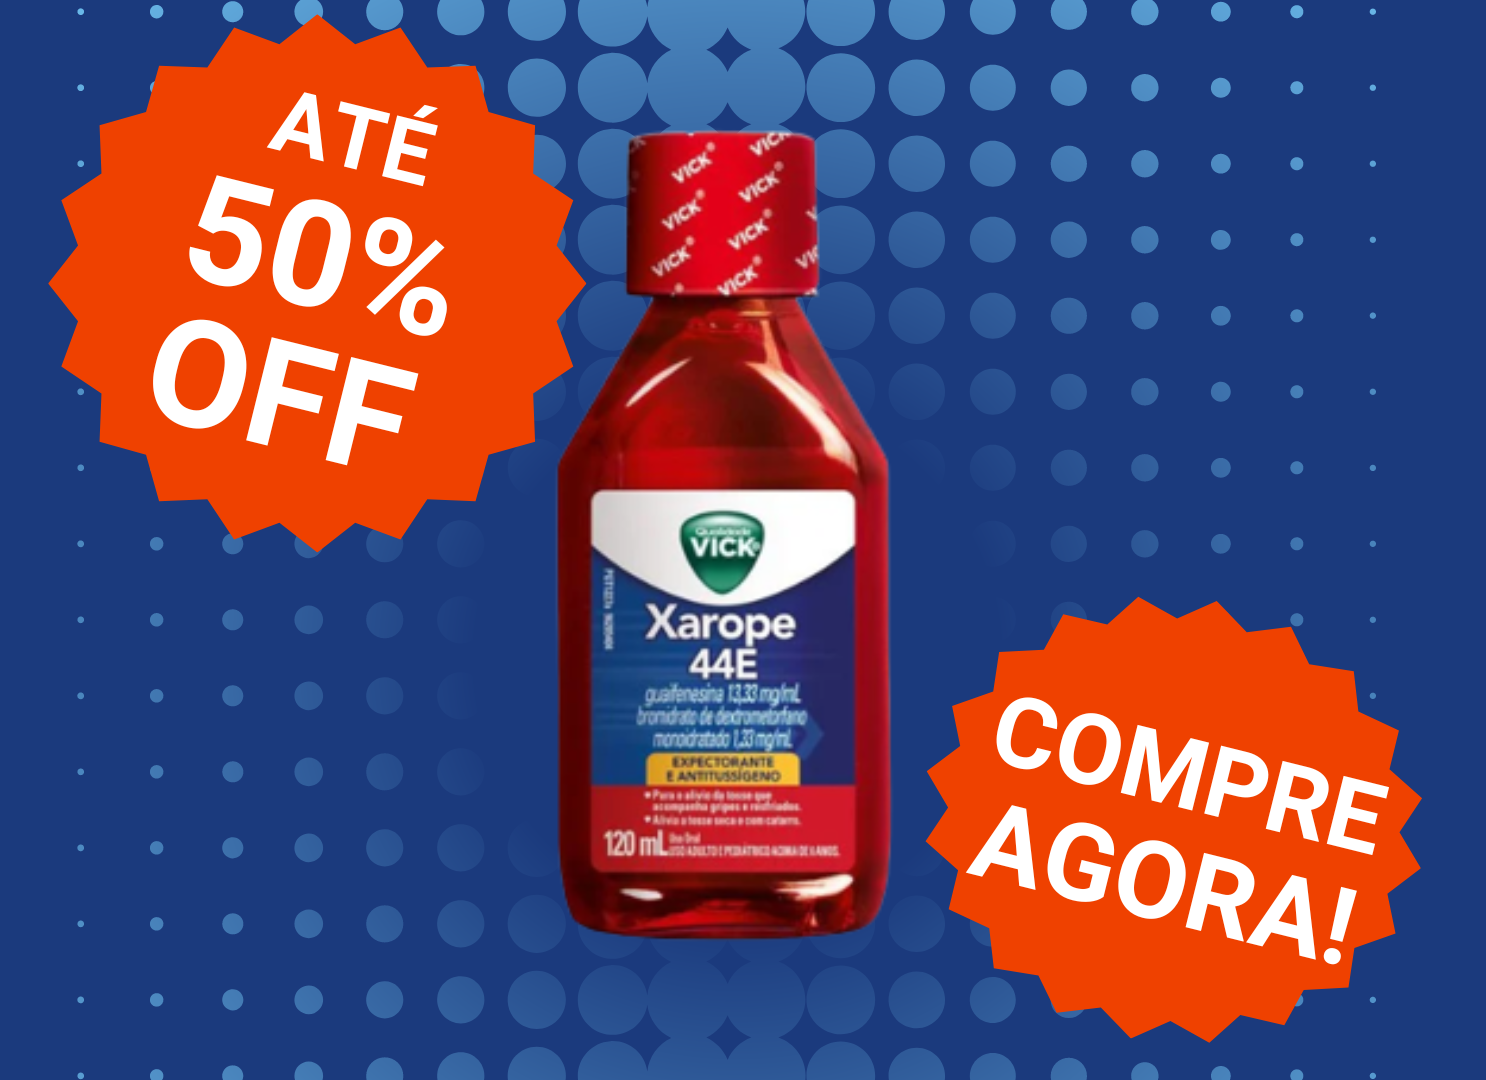 ATÉ
50%
OFF
VICK®
VICK®
VICK®
VICK®
VICK®
VICK®
VICK®
Qualidade
VICK®
Xarope
44E
guaifenesina 13,33 mg/mL
bromidrato de dextrometorfano
monoidratado 1,33 mg/mL
EXPECTORANTE
E ANTITUSSÍGENO
• Para o alívio da tosse que
acompanha gripes e resfriados.
• Alivia a tosse seca e com catarro.
120 mL
Uso Oral
USO ADULTO E PEDIÁTRICO ACIMA DE 6 ANOS.
COMPRE
AGORA!